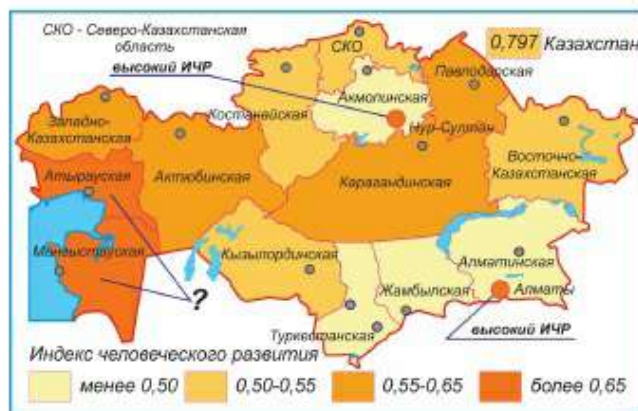 СКО - Северо-Казахстанская
область
высокий ИЧР
СКО
0,797 Казахстан
Павлодарская
Костанайская
Акмолинская
Нур-Султан
Западно-
Казахстанская
Атырауская
Актюбинская
Карагандинская
Восточно-
Казахстанская
Мангыстауская
?
Кызылординская
Жамбылская
Алматинская
Алматы
Туркестанская
высокий ИЧР
Индекс человеческого развития
менее 0,50
0,50-0,55
0,55-0,65
более 0,65